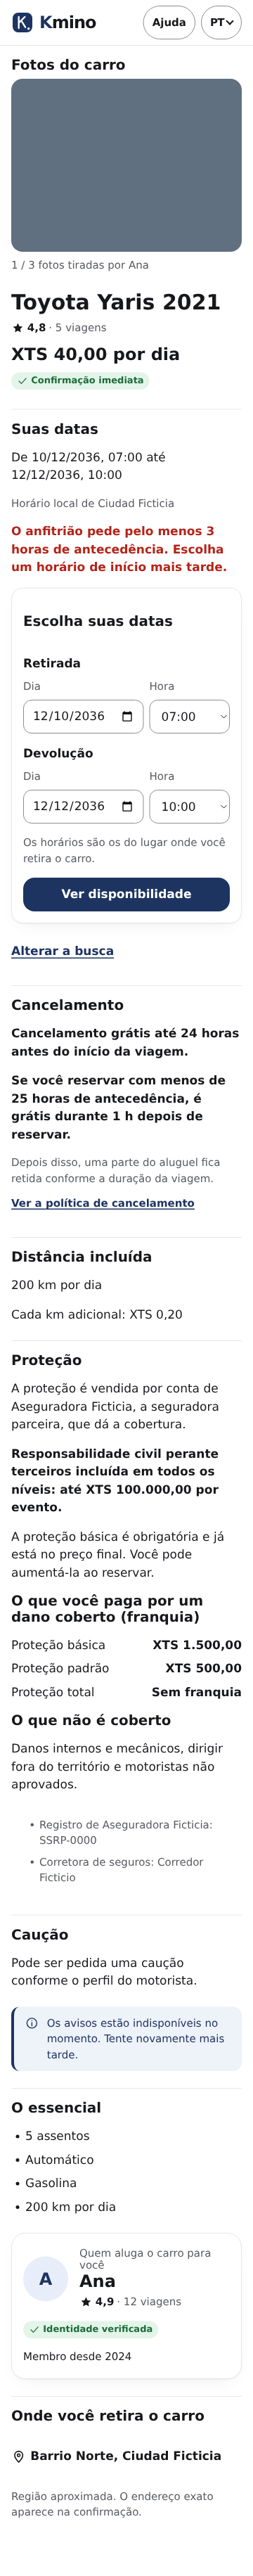 Kmino
Ajuda
PT
Fotos do carro
1 / 3 fotos tiradas por Ana
Toyota Yaris 2021
★ 4,8 · 5 viagens
XTS 40,00 por dia
Confirmação imediata
Suas datas
De 10/12/2036, 07:00 até
12/12/2036, 10:00
Horário local de Ciudad Ficticia
O anfitrião pede pelo menos 3
horas de antecedência. Escolha
um horário de início mais tarde.
Escolha suas datas
Retirada
Dia Hora
12/10/2036 07:00
Devolução
Dia Hora
12/12/2036 10:00
Os horários são os do lugar onde você
retira o carro.
Ver disponibilidade
Alterar a busca
Cancelamento
Cancelamento grátis até 24 horas
antes do início da viagem.
Se você reservar com menos de
25 horas de antecedência, é
grátis durante 1 h depois de
reservar.
Depois disso, uma parte do aluguel fica
retida conforme a duração da viagem.
Ver a política de cancelamento
Distância incluída
200 km por dia
Cada km adicional: XTS 0,20
Proteção
A proteção é vendida por conta de
Aseguradora Ficticia, a seguradora
parceira, que dá a cobertura.
Responsabilidade civil perante
terceiros incluída em todos os
níveis: até XTS 100.000,00 por
evento.
A proteção básica é obrigatória e já
está no preço final. Você pode
aumentá-la ao reservar.
O que você paga por um
dano coberto (franquia)
Proteção básica XTS 1.500,00
Proteção padrão XTS 500,00
Proteção total Sem franquia
O que não é coberto
Danos internos e mecânicos, dirigir
fora do território e motoristas não
aprovados.
• Registro de Aseguradora Ficticia:
SSRP-0000
• Corretora de seguros: Corredor
Ficticio
Caução
Pode ser pedida uma caução
conforme o perfil do motorista.
Os avisos estão indisponíveis no
momento. Tente novamente mais
tarde.
O essencial
• 5 assentos
• Automático
• Gasolina
• 200 km por dia
A
Quem aluga o carro para
você
Ana
★ 4,9 · 12 viagens
Identidade verificada
Membro desde 2024
Onde você retira o carro
Barrio Norte, Ciudad Ficticia
Região aproximada. O endereço exato
aparece na confirmação.